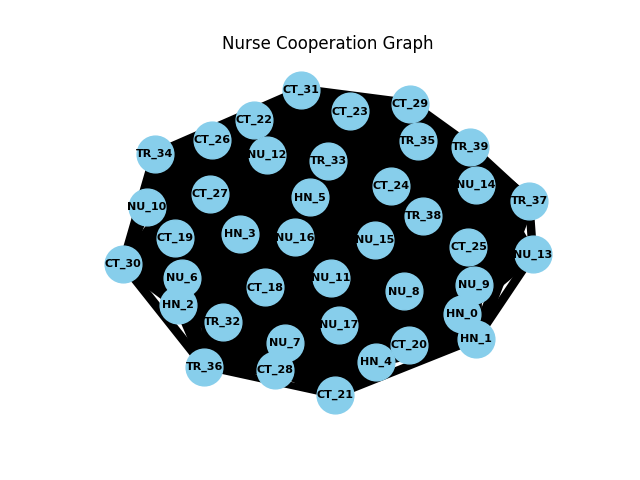 Nurse Cooperation Graph
CT_31
CT_29
CT_23
CT_22
CT_26
TR_35
TR_39
TR_34
NU_12
TR_33
CT_24
NU_14
CT_27
HN_5
TR_37
NU_10
TR_38
HN_3
CT_19
NU_16
NU_15
CT_25
NU_13
CT_30
NU_6
NU_11
NU_9
CT_18
NU_8
HN_2
HN_0
TR_32
NU_17
HN_1
NU_7
CT_20
HN_4
TR_36
CT_28
CT_21